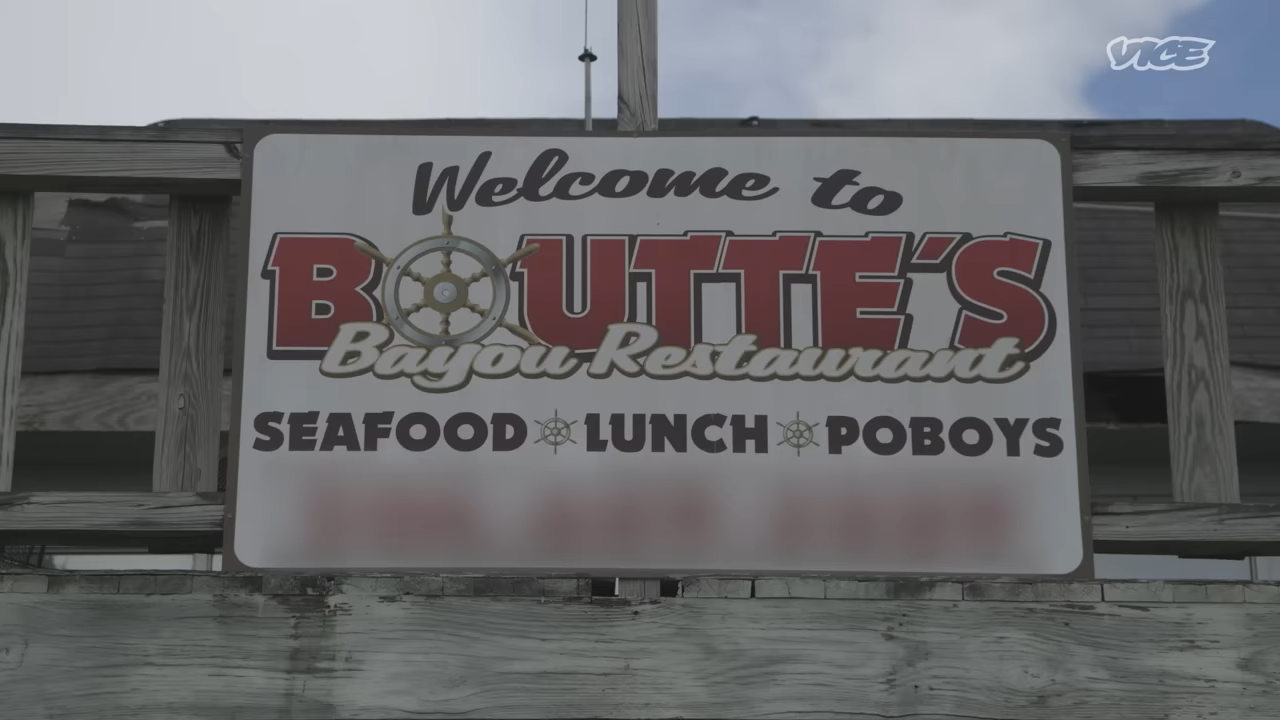 VICE
Welcome to
BOUTTE'S
Bayou Restaurant
SEAFOOD LUNCH POBOYS